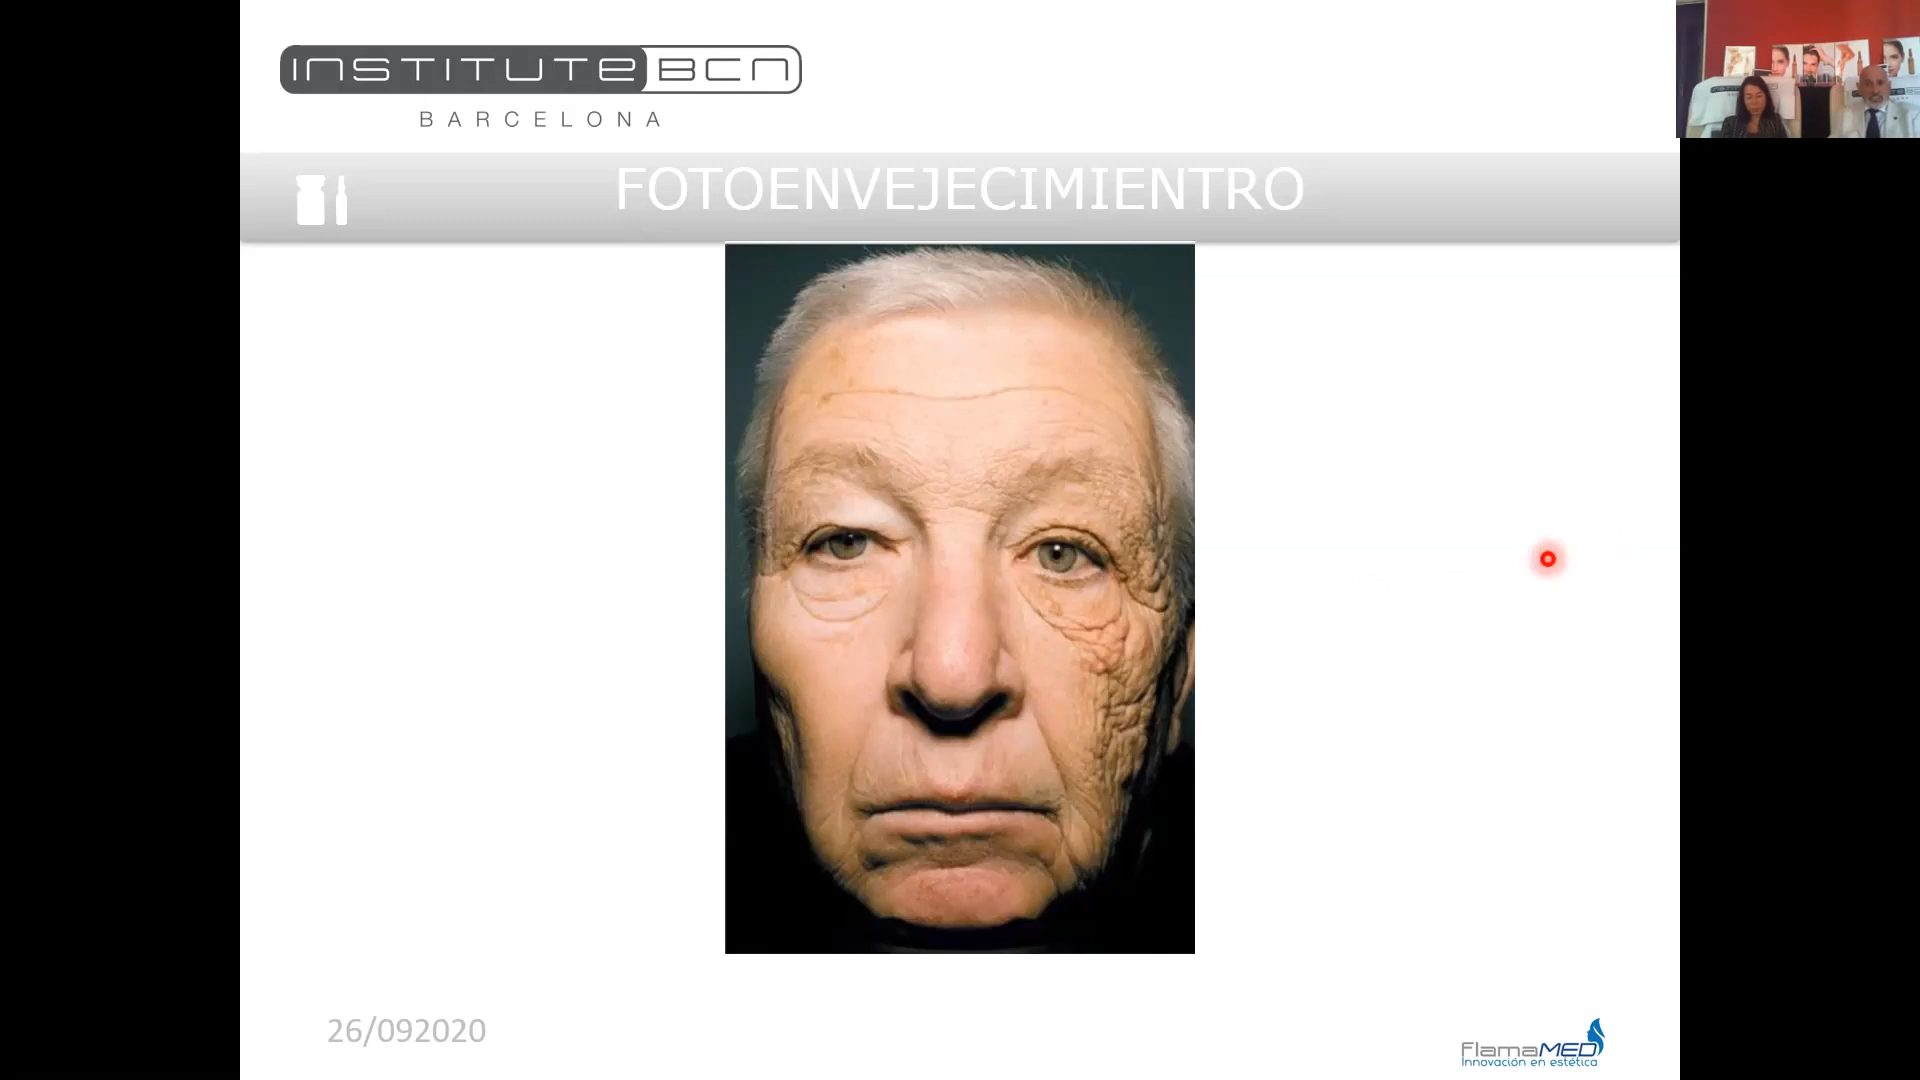 INSTITUTE BCN
BARCELONA
FOTOENVEJECIMIENTRO
26/092020
FlamaMED
Innovación en estética